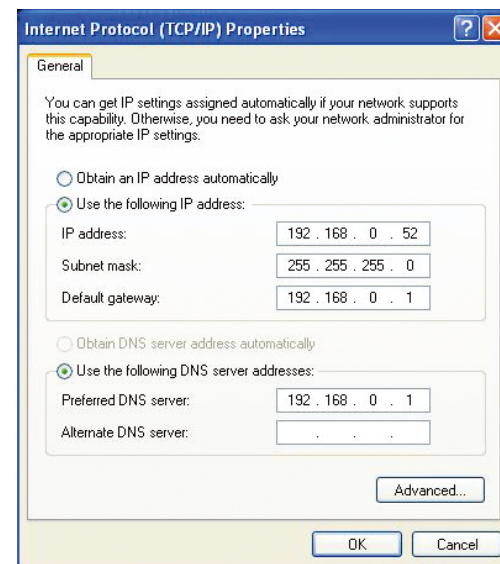 Internet Protocol (TCP/IP) Properties
General
You can get IP settings assigned automatically if your network supports
this capability. Otherwise, you need to ask your network administrator for
the appropriate IP settings.
Obtain an IP address automatically
Use the following IP address:
IP address: 192 . 168 . 0 . 52
Subnet mask: 255 . 255 . 255 . 0
Default gateway: 192 . 168 . 0 . 1
Obtain DNS server address automatically
Use the following DNS server addresses:
Preferred DNS server: 192 . 168 . 0 . 1
Alternate DNS server: . . .
Advanced...
OK Cancel